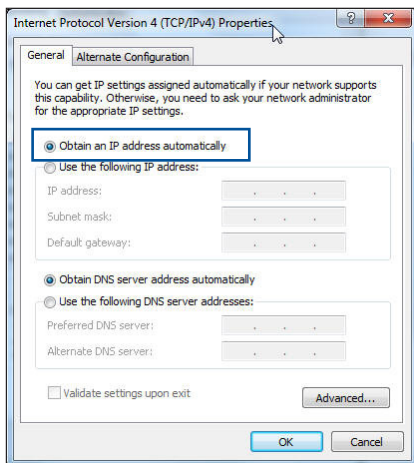 Internet Protocol Version 4 (TCP/IPv4) Properties
General
Alternate Configuration
You can get IP settings assigned automatically if your network supports
this capability. Otherwise, you need to ask your network administrator
for the appropriate IP settings.
Obtain an IP address automatically
Use the following IP address:
IP address:
Subnet mask:
Default gateway:
Obtain DNS server address automatically
Use the following DNS server addresses:
Preferred DNS server:
Alternate DNS server:
Validate settings upon exit
Advanced...
OK
Cancel